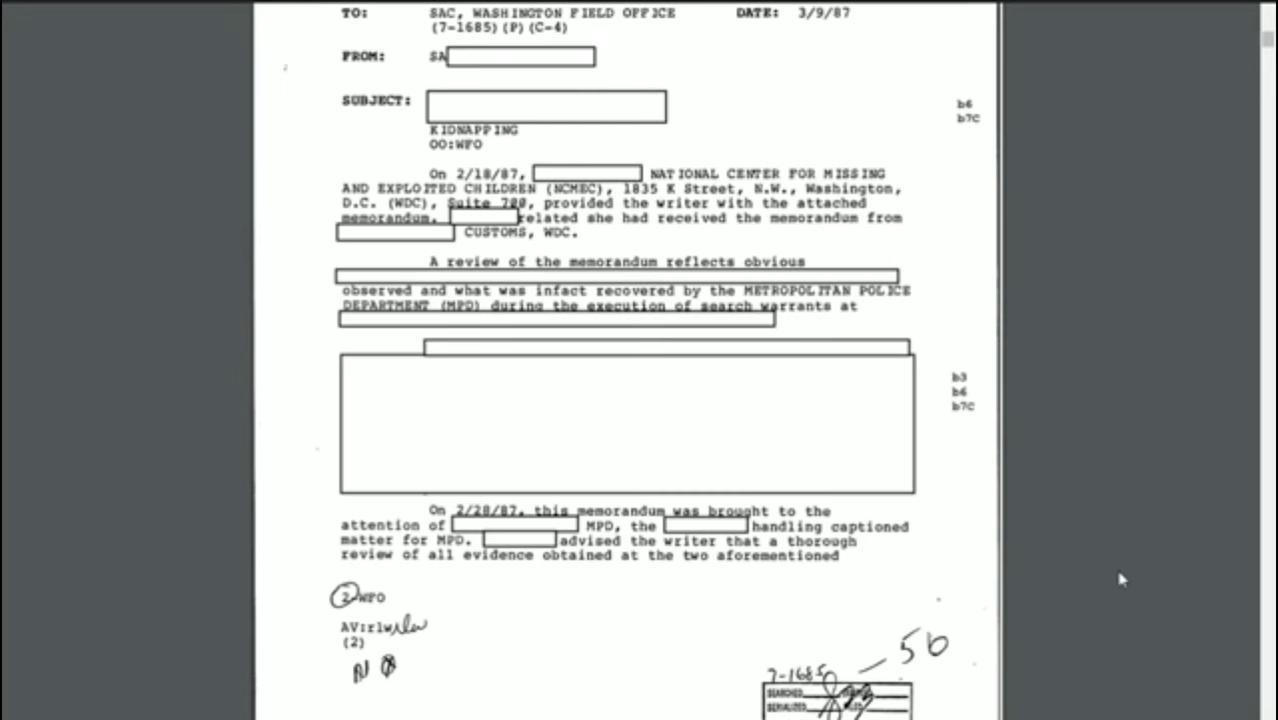 TO: SAC, WASHINGTON FIELD OFFICE DATE: 3/9/87
(7-1685)(P)(C-4)
FROM: SA
SUBJECT:
b6
b7C
KIDNAPPING
OO:WFO
On 2/18/87, NATIONAL CENTER FOR MISSING
AND EXPLOITED CHILDREN (NCMEC), 1835 K Street, N.W., Washington,
D.C. (WDC), Suite 700, provided the writer with the attached
memorandum. related she had received the memorandum from
CUSTOMS, WDC.
A review of the memorandum reflects obvious
observed and what was infact recovered by the METROPOLITAN POLICE
DEPARTMENT (MPD) during the execution of search warrants at
b3
b6
b7C
On 2/28/87, this memorandum was brought to the
attention of MPD, the handling captioned
matter for MPD. advised the writer that a thorough
review of all evidence obtained at the two aforementioned
2-WFO
AV:rlw
(2)
56
7-1685
SEARCHED
SERIALIZED